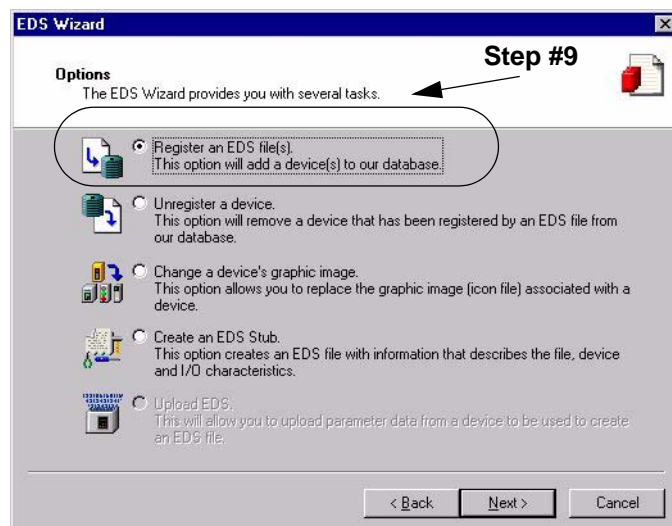 EDS Wizard
Step #9
Options
The EDS Wizard provides you with several tasks.
Register an EDS file(s).
This option will add a device(s) to our database.
Unregister a device.
This option will remove a device that has been registered by an EDS file from
our database.
Change a device's graphic image.
This option allows you to replace the graphic image (icon file) associated with a
device.
Create an EDS Stub.
This option creates an EDS file with information that describes the file, device
and I/O characteristics.
Upload EDS.
This will allow you to upload parameter data from a device to be used to create
an EDS file.
< Back
Next >
Cancel